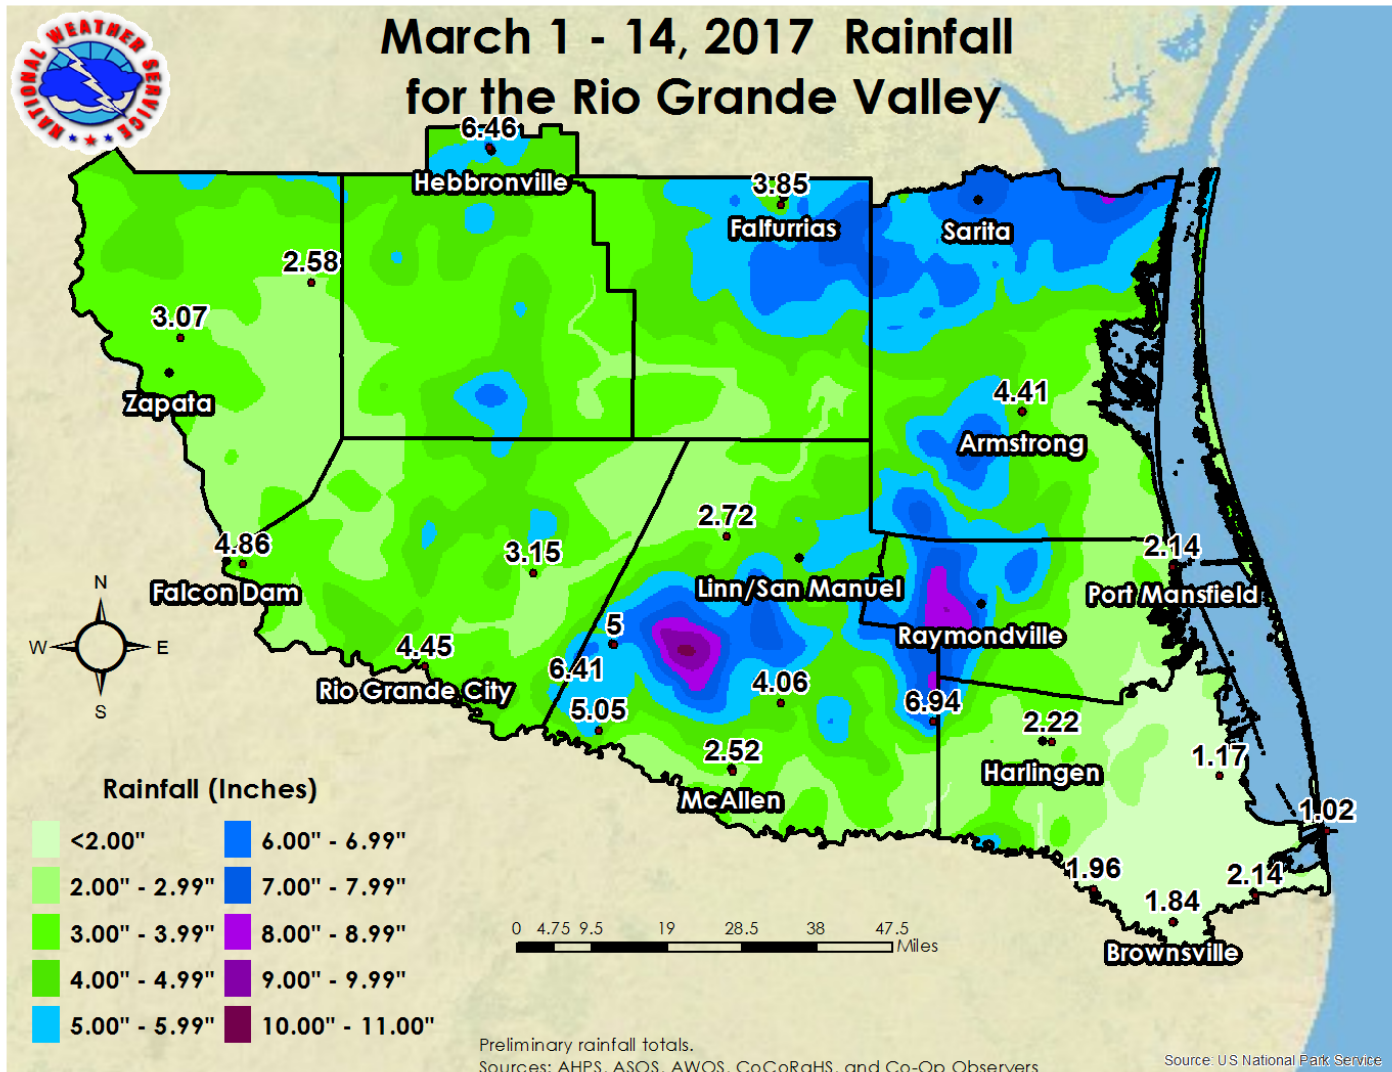 March 1 - 14, 2017 Rainfall
for the Rio Grande Valley
NATIONAL WEATHER SERVICE
6.46
Hebbronville
3.85
Falfurrias
Sarita
2.58
3.07
Zapata
4.41
Armstrong
2.72
4.86
Falcon Dam
3.15
Linn/San Manuel
2.14
Port Mansfield
N
W
E
S
5
Raymondville
4.45
Rio Grande City
6.41
4.06
5.05
6.94
2.22
Harlingen
2.52
McAllen
1.17
1.02
1.96
2.14
1.84
Brownsville
Rainfall (Inches)
<2.00"
2.00" - 2.99"
3.00" - 3.99"
4.00" - 4.99"
5.00" - 5.99"
6.00" - 6.99"
7.00" - 7.99"
8.00" - 8.99"
9.00" - 9.99"
10.00" - 11.00"
0 4.75 9.5 19 28.5 38 47.5
Miles
Preliminary rainfall totals.
Sources: AHPS, ASOS, AWOS, CoCoRaHS, and Co-Op Observers
Source: US National Park Service